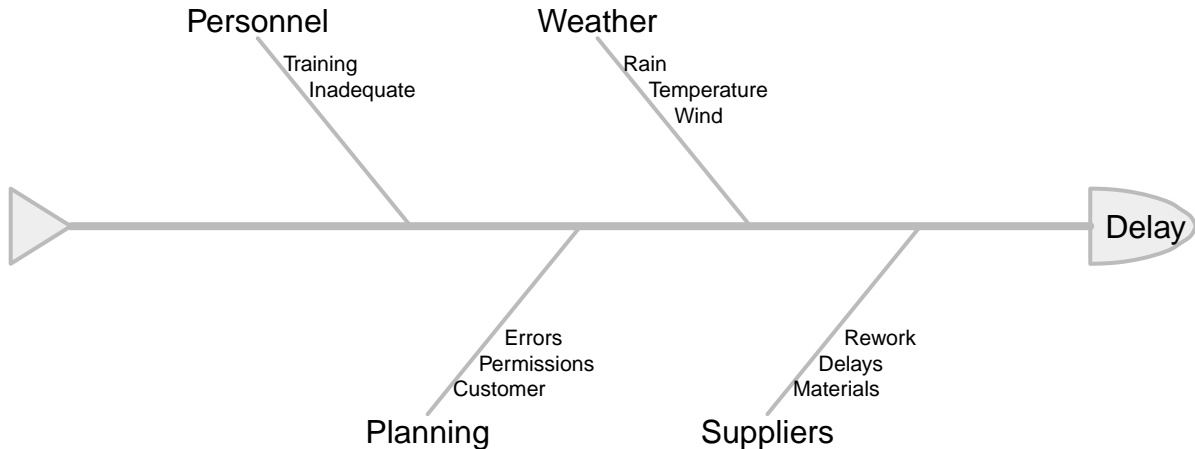 Personnel
Weather
Training
Inadequate
Rain
Temperature
Wind
Delay
Errors
Permissions
Customer
Rework
Delays
Materials
Planning
Suppliers